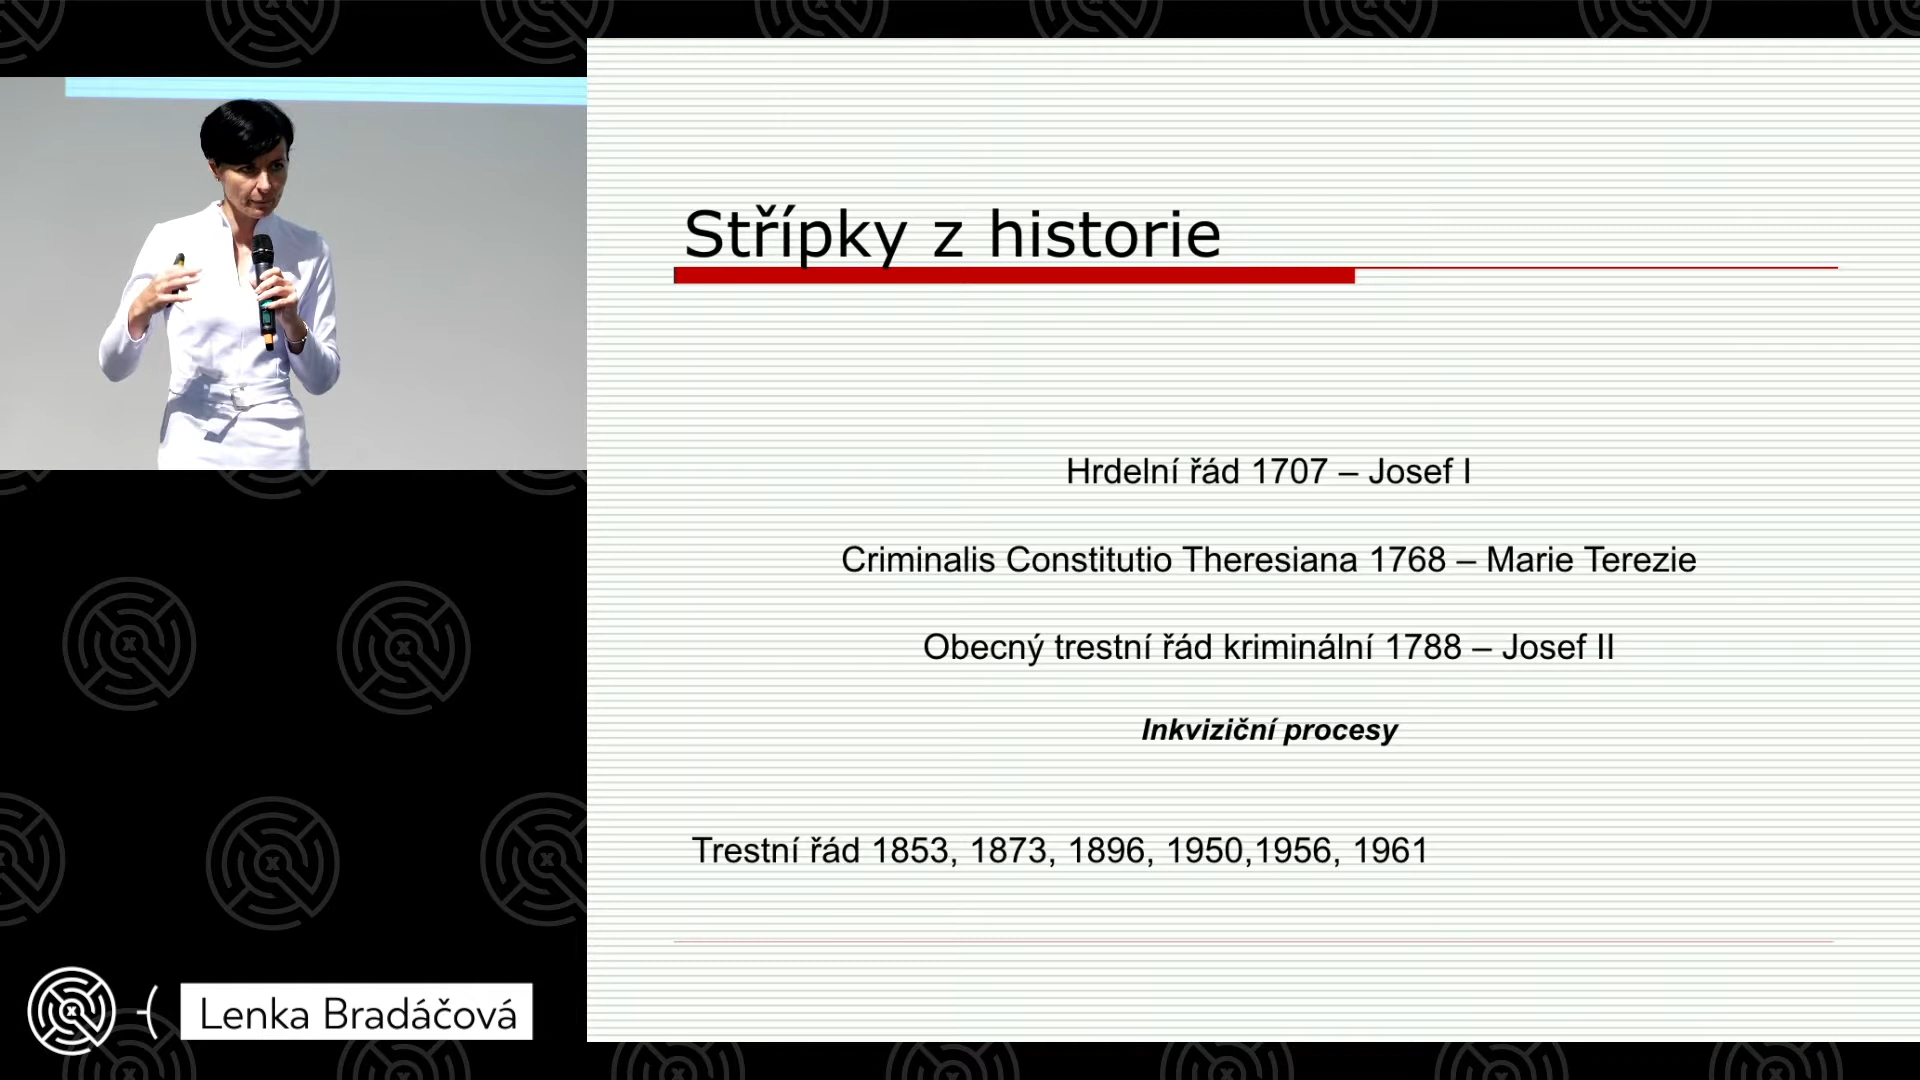 Střípky z historie
Hrdelní řád 1707 – Josef I
Criminalis Constitutio Theresiana 1768 – Marie Terezie
Obecný trestní řád kriminální 1788 – Josef II
Inkviziční procesy
Trestní řád 1853, 1873, 1896, 1950,1956, 1961
Lenka Bradáčová